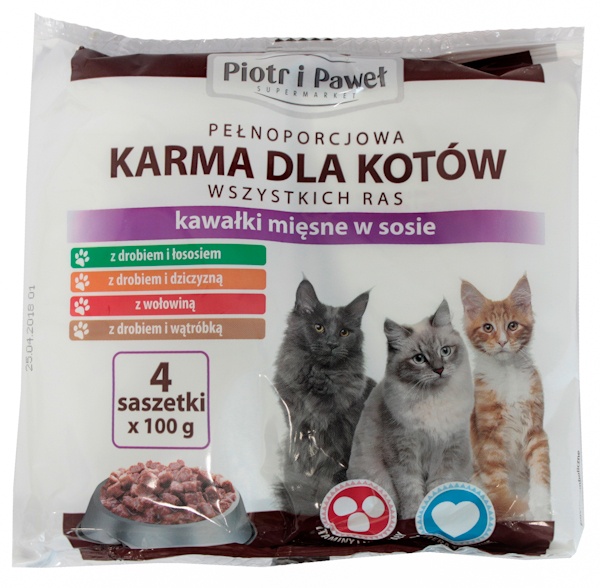 Piotr i Paweł
SUPERMARKET
PEŁNOPORCJOWA
KARMA DLA KOTÓW
WSZYSTKICH RAS
kawałki mięsne w sosie
z drobiem i łososiem
z drobiem i dziczyzną
z wołowiną
z drobiem i wątróbką
25.04.2018 01
4
saszetki
x 100 g